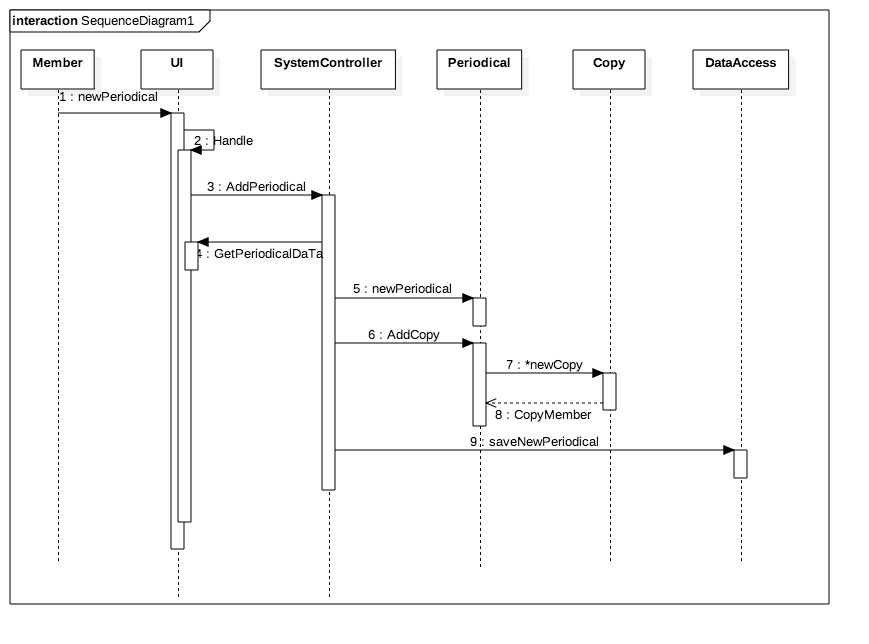 interaction SequenceDiagram1
Member
UI
SystemController
Periodical
Copy
DataAccess
1 : newPeriodical
2 : Handle
3 : AddPeriodical
4 : GetPeriodicalDaTa
5 : newPeriodical
6 : AddCopy
7 : *newCopy
8 : CopyMember
9 : saveNewPeriodical